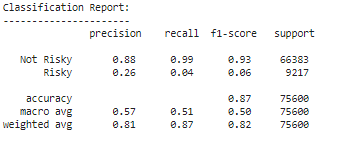 Classification Report:
----------------------
precision recall f1-score support
Not Risky 0.88 0.99 0.93 66383
Risky 0.26 0.04 0.06 9217
accuracy 0.87 75600
macro avg 0.57 0.51 0.50 75600
weighted avg 0.81 0.87 0.82 75600